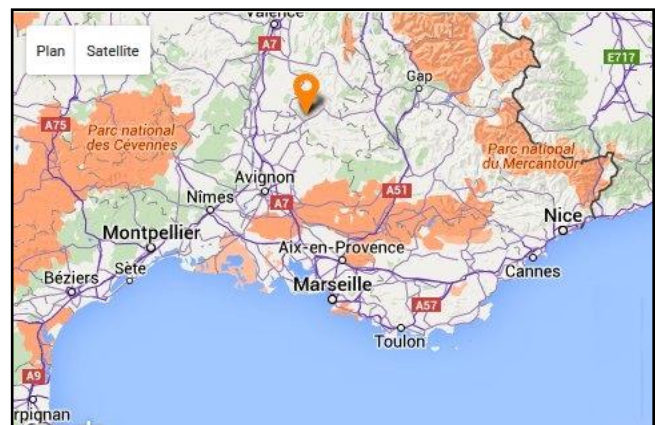 Valence
Plan
Satellite
A7
E717
Gap
A75
Parc national
des Cévennes
Parc national
du Mercantour
Avignon
A51
Nîmes
A7
Nice
Montpellier
Aix-en-Provence
Sète
Cannes
Béziers
Marseille
A57
Toulon
A9
rpignan